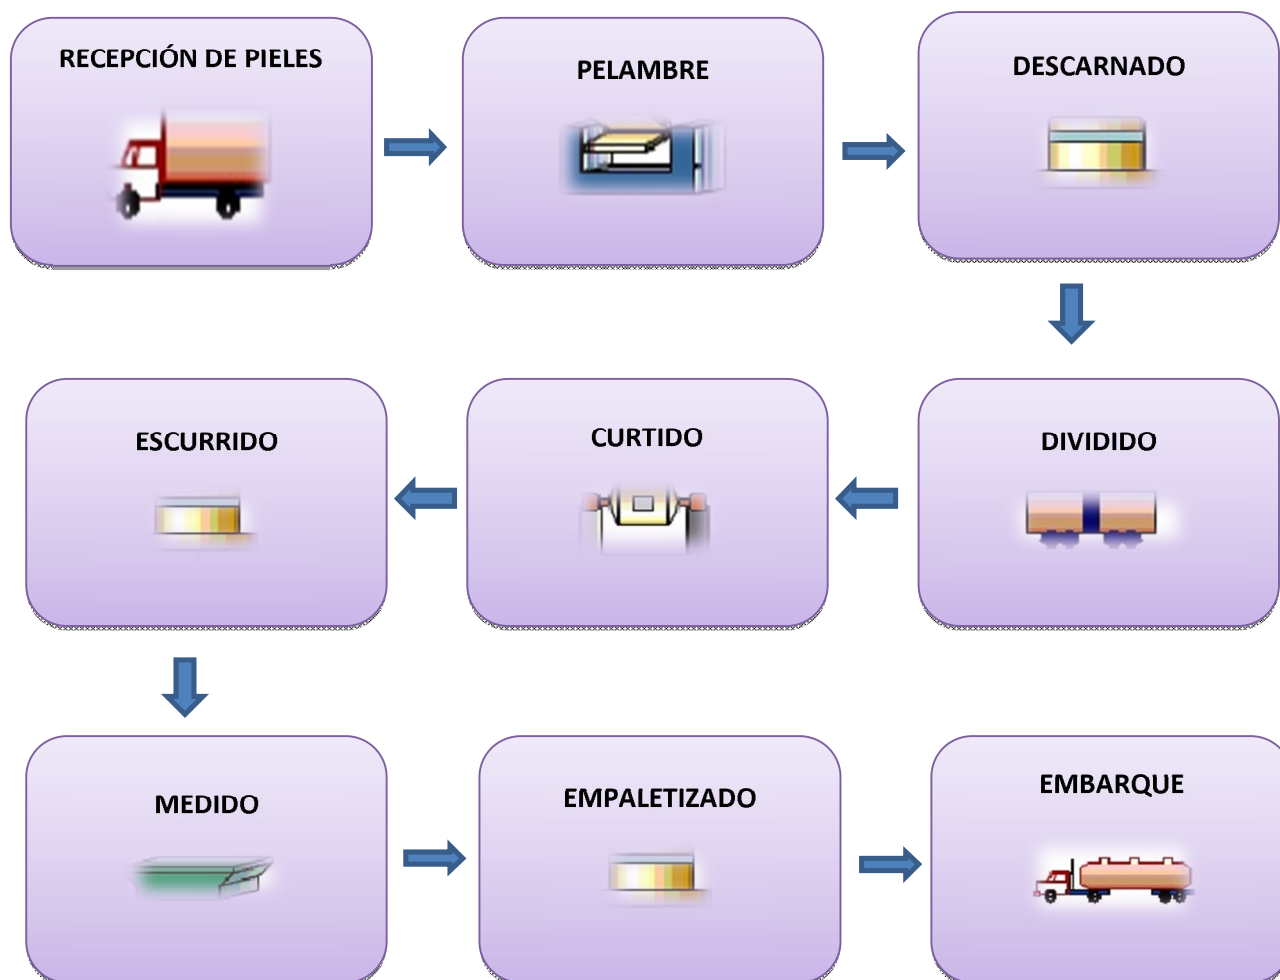 RECEPCIÓN DE PIELES
PELAMBRE
DESCARNADO
DIVIDIDO
CURTIDO
ESCURRIDO
MEDIDO
EMPALETIZADO
EMBARQUE